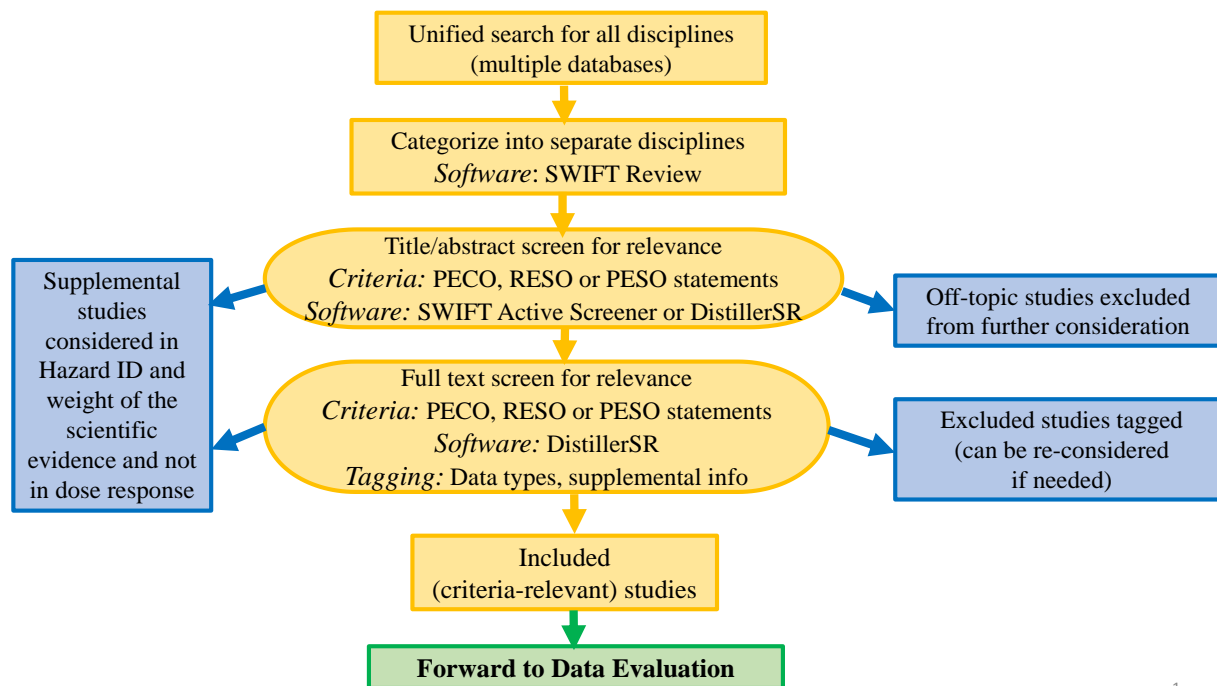 Unified search for all disciplines
(multiple databases)
Categorize into separate disciplines
Software: SWIFT Review
Title/abstract screen for relevance
Criteria: PECO, RESO or PESO statements
Software: SWIFT Active Screener or DistillerSR
Supplemental
studies
considered in
Hazard ID and
weight of the
scientific
evidence and not
in dose response
Off-topic studies excluded
from further consideration
Full text screen for relevance
Criteria: PECO, RESO or PESO statements
Software: DistillerSR
Tagging: Data types, supplemental info
Excluded studies tagged
(can be re-considered
if needed)
Included
(criteria-relevant) studies
Forward to Data Evaluation